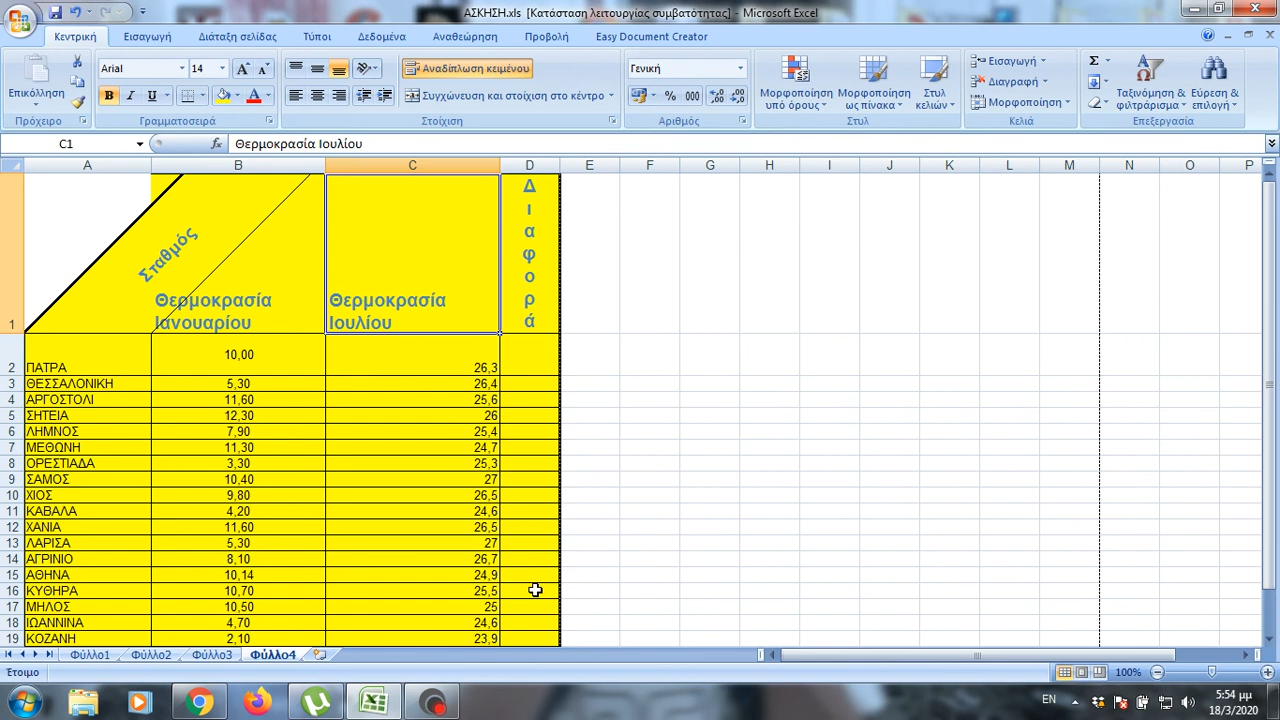 ΑΣΚΗΣΗ.xls [Κατάσταση λειτουργίας συμβατότητας] - Microsoft Excel
Κεντρική Εισαγωγή Διάταξη σελίδας Τύποι Δεδομένα Αναθεώρηση Προβολή Easy Document Creator
Arial 14 Αναδίπλωση κειμένου Γενική Εισαγωγή
Επικόλληση Μορφοποίηση υπό όρους Μορφοποίηση ως πίνακα Στυλ κελιών Διαγραφή Ταξινόμηση & φιλτράρισμα Εύρεση & επιλογή
B I U Συγχώνευση και στοίχιση στο κέντρο % 000 Μορφοποίηση
Πρόχειρο Γραμματοσειρά Στοίχιση Αριθμός Στυλ Κελιά Επεξεργασία
C1 fx Θερμοκρασία Ιουλίου
A B C D E F G H I J K L M N O P
1 Σταθμός Θερμοκρασία Ιανουαρίου Θερμοκρασία Ιουλίου Διαφορά
2 ΠΑΤΡΑ 10,00 26,3
3 ΘΕΣΣΑΛΟΝΙΚΗ 5,30 26,4
4 ΑΡΓΟΣΤΟΛΙ 11,60 25,6
5 ΣΗΤΕΙΑ 12,30 26
6 ΛΗΜΝΟΣ 7,90 25,4
7 ΜΕΘΩΝΗ 11,30 24,7
8 ΟΡΕΣΤΙΑΔΑ 3,30 25,3
9 ΣΑΜΟΣ 10,40 27
10 ΧΙΟΣ 9,80 26,5
11 ΚΑΒΑΛΑ 4,20 24,6
12 ΧΑΝΙΑ 11,60 26,5
13 ΛΑΡΙΣΑ 5,30 27
14 ΑΓΡΙΝΙΟ 8,10 26,7
15 ΑΘΗΝΑ 10,14 24,9
16 ΚΥΘΗΡΑ 10,70 25,5
17 ΜΗΛΟΣ 10,50 25
18 ΙΩΑΝΝΙΝΑ 4,70 24,6
19 ΚΟΖΑΝΗ 2,10 23,9
Φύλλο1 Φύλλο2 Φύλλο3 Φύλλο4
Έτοιμο 100%
EN 5:54 μμ
18/3/2020